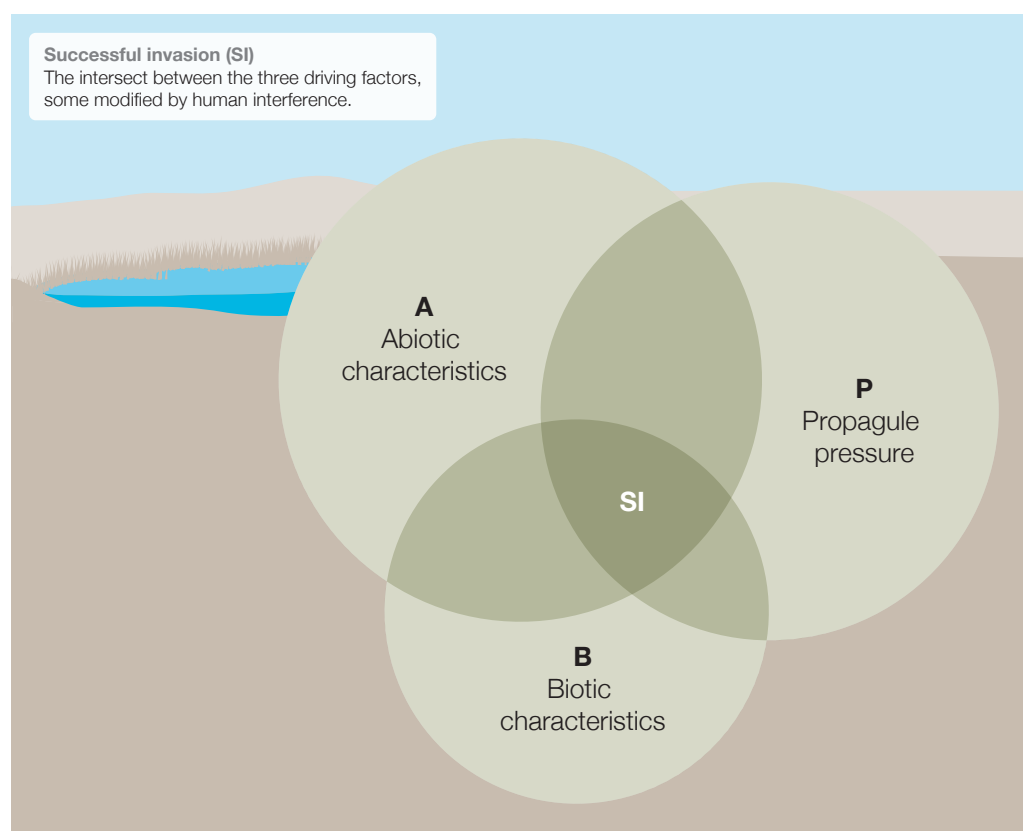 Successful invasion (SI)
The intersect between the three driving factors,
some modified by human interference.
A
Abiotic
characteristics
P
Propagule
pressure
SI
B
Biotic
characteristics